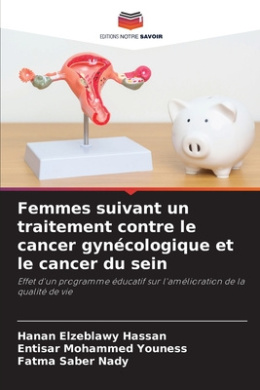 EDITIONS NOTRE SAVOIR
Femmes suivant un
traitement contre le
cancer gynécologique et
le cancer du sein
Effet d'un programme éducatif sur l'amélioration de la
qualité de vie
Hanan Elzeblawy Hassan
Entisar Mohammed Youness
Fatma Saber Nady